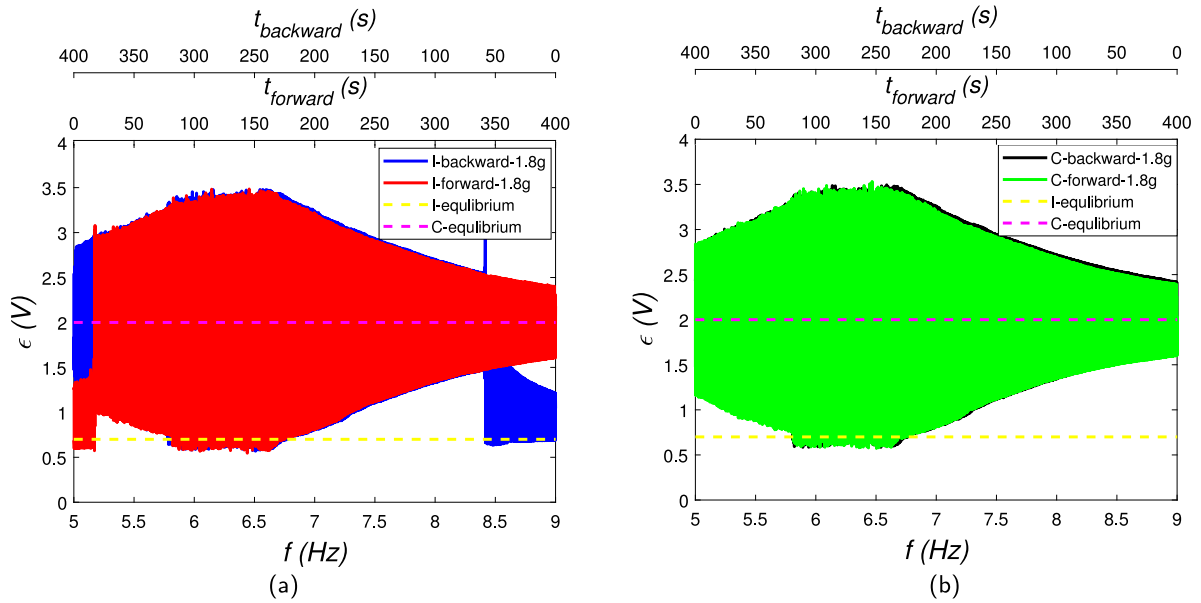 t_backward (s)
400 350 300 250 200 150 100 50 0
t_forward (s)
0 50 100 150 200 250 300 350 400
4
3.5
3
2.5
2
1.5
1
0.5
0
ϵ (V)
I-backward-1.8g
I-forward-1.8g
I-equlibrium
C-equlibrium
5 5.5 6 6.5 7 7.5 8 8.5 9
f (Hz)
(a)
t_backward (s)
400 350 300 250 200 150 100 50 0
t_forward (s)
0 50 100 150 200 250 300 350 400
4
3.5
3
2.5
2
1.5
1
0.5
0
ϵ (V)
C-backward-1.8g
C-forward-1.8g
I-equlibrium
C-equlibrium
5 5.5 6 6.5 7 7.5 8 8.5 9
f (Hz)
(b)